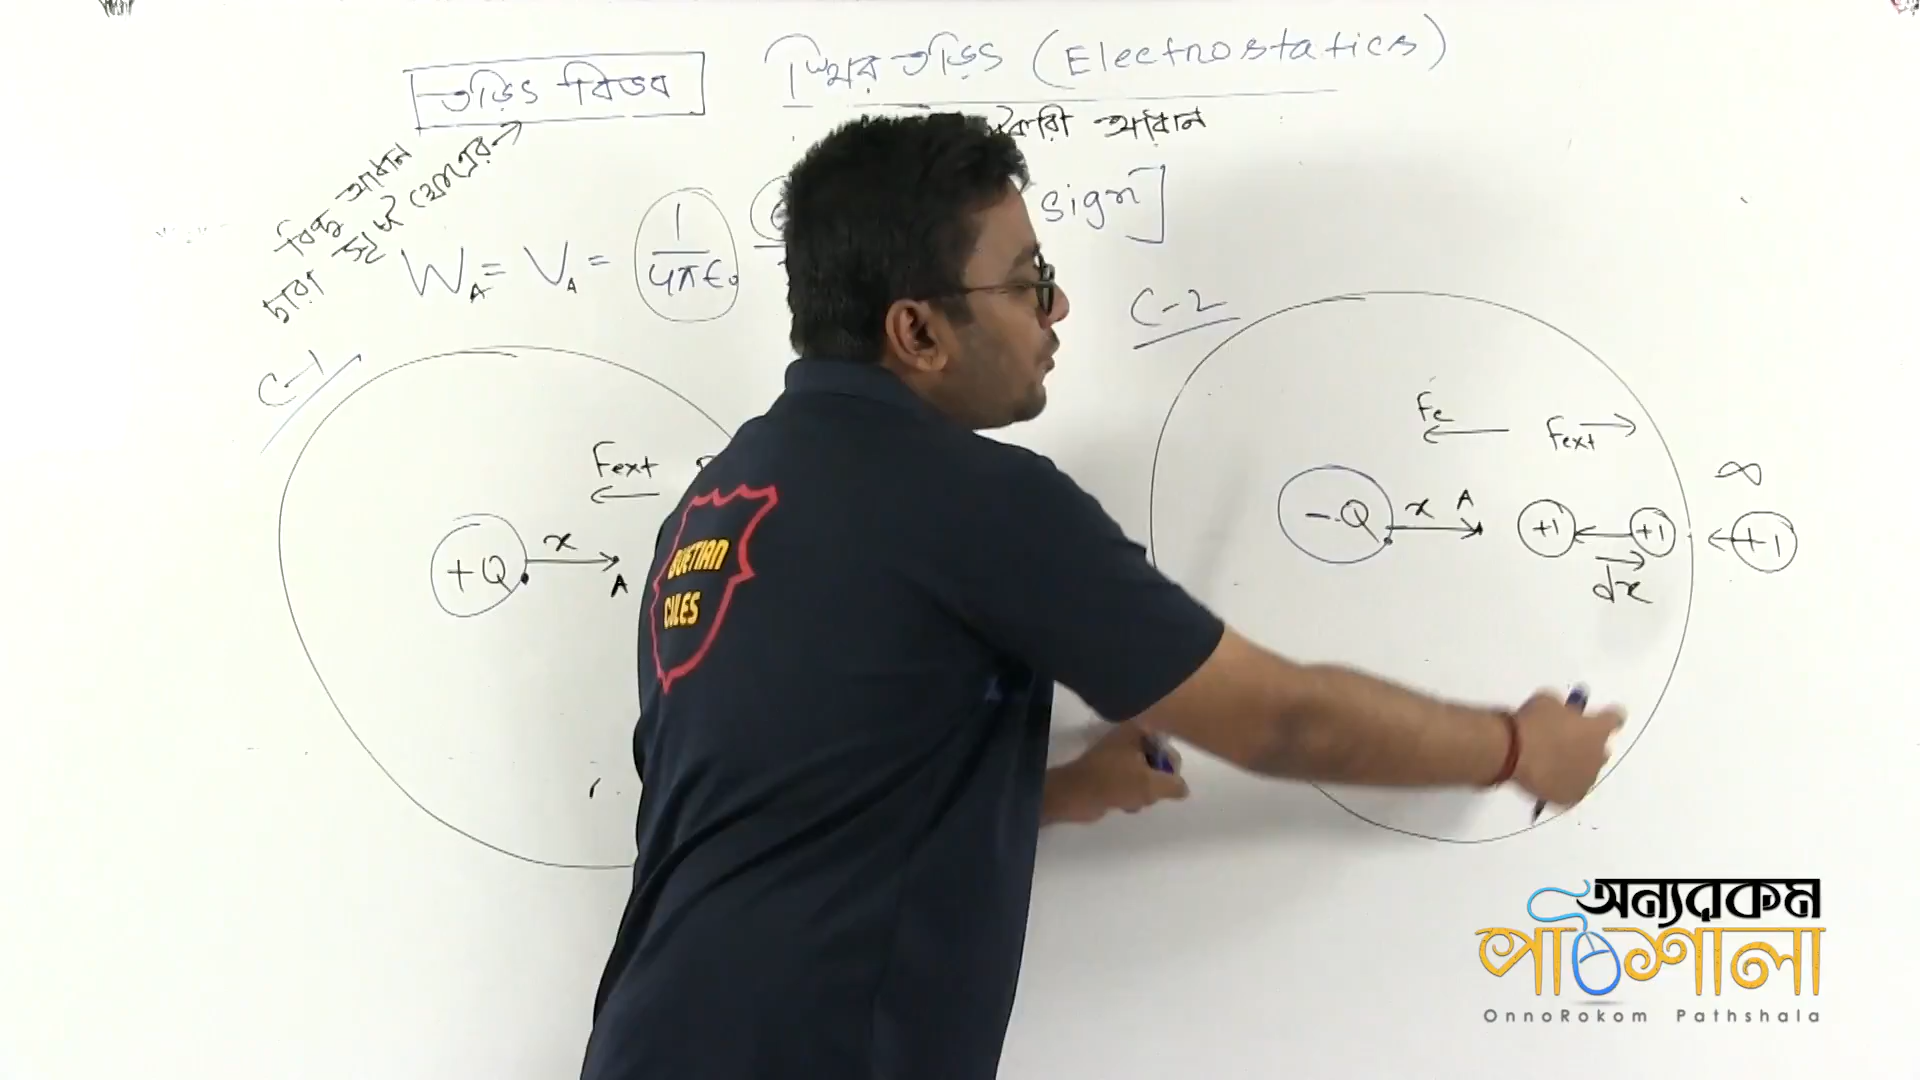 স্থির তড়িৎ (Electrostatics)
তড়িৎ বিভব
আধান
বিন্দু আধান
দ্বারা সৃষ্ট ক্ষেত্রের
W_A = V_A = 1/4πε₀
sign]
C-1
Fext
+Q
x
A
C-2
Fe
Fext
∞
-Q
x
A
+1
+1
+1
dx
BUETIAN
CULES
অন্যরকম
পাঠশালা
OnnoRokom Pathshala